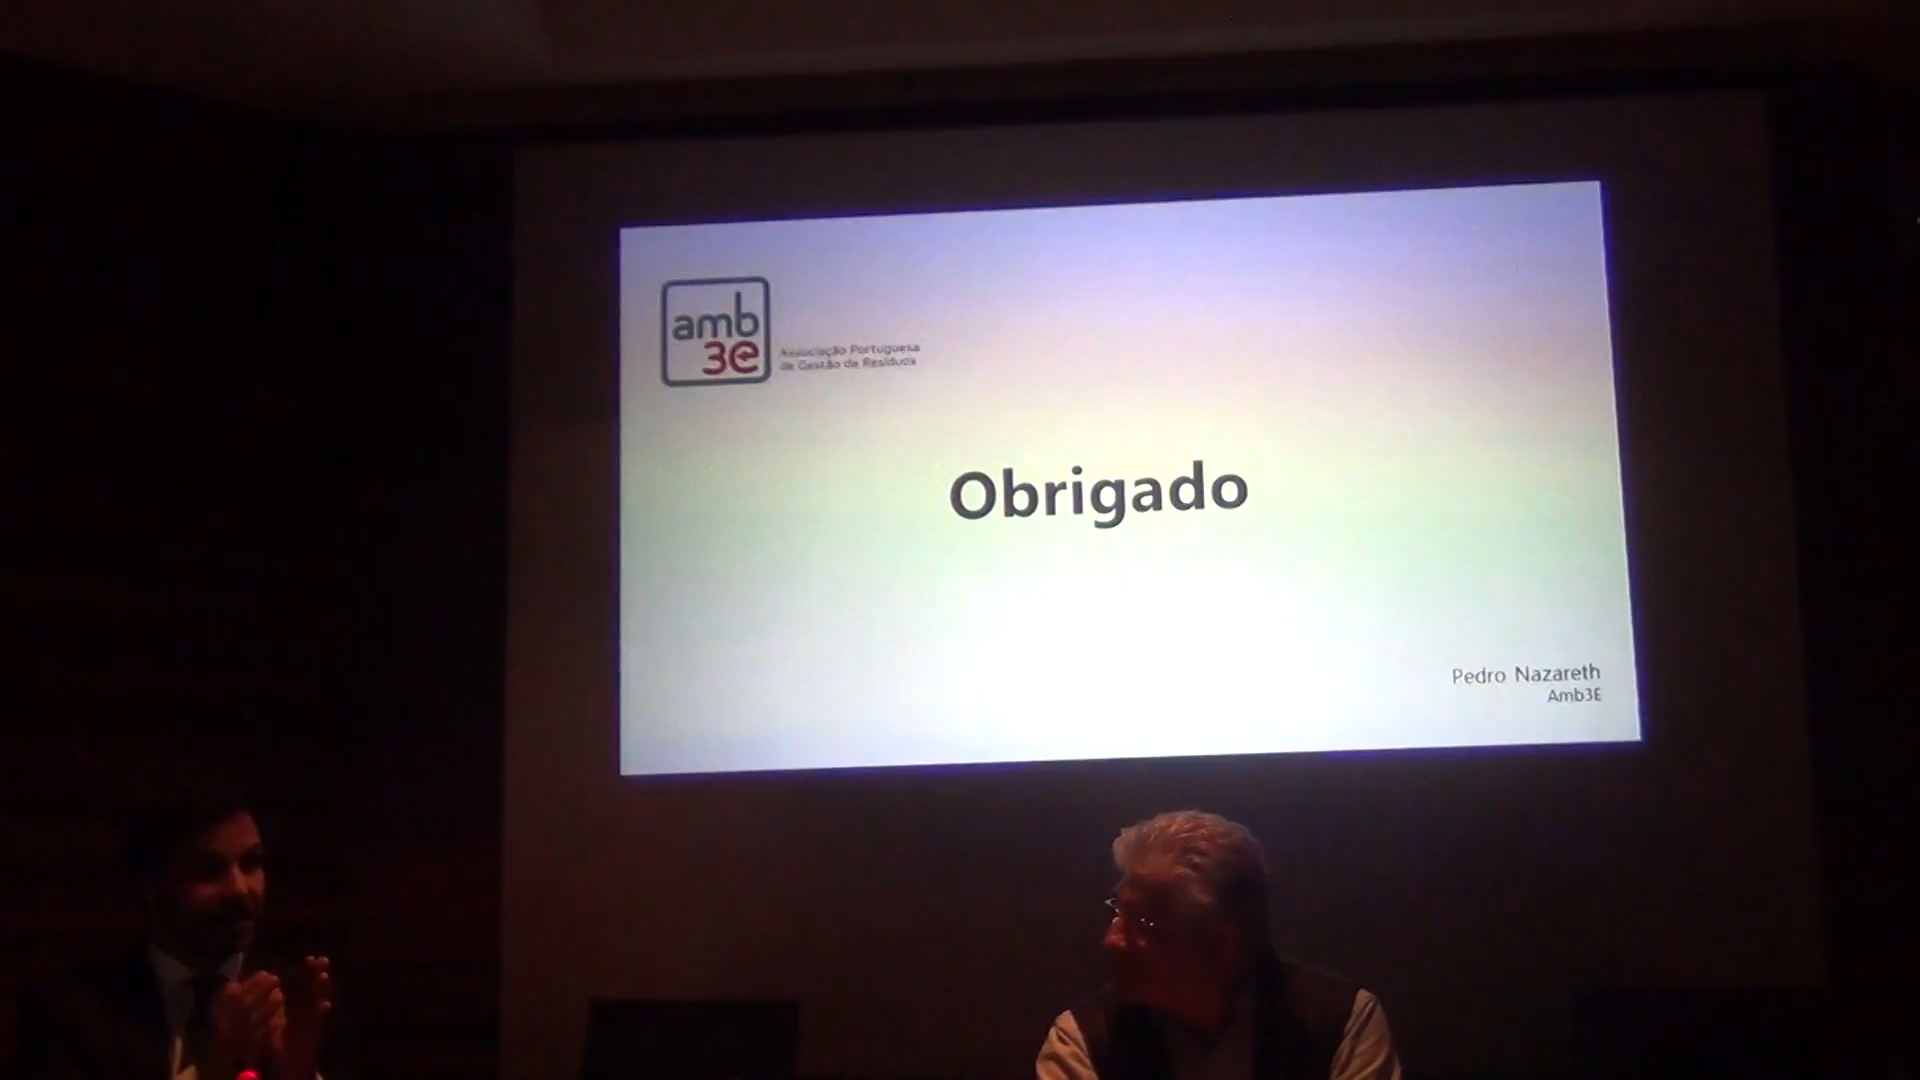 amb
3e
Associação Portuguesa
de Gestão de Resíduos
Obrigado
Pedro Nazareth
Amb3E